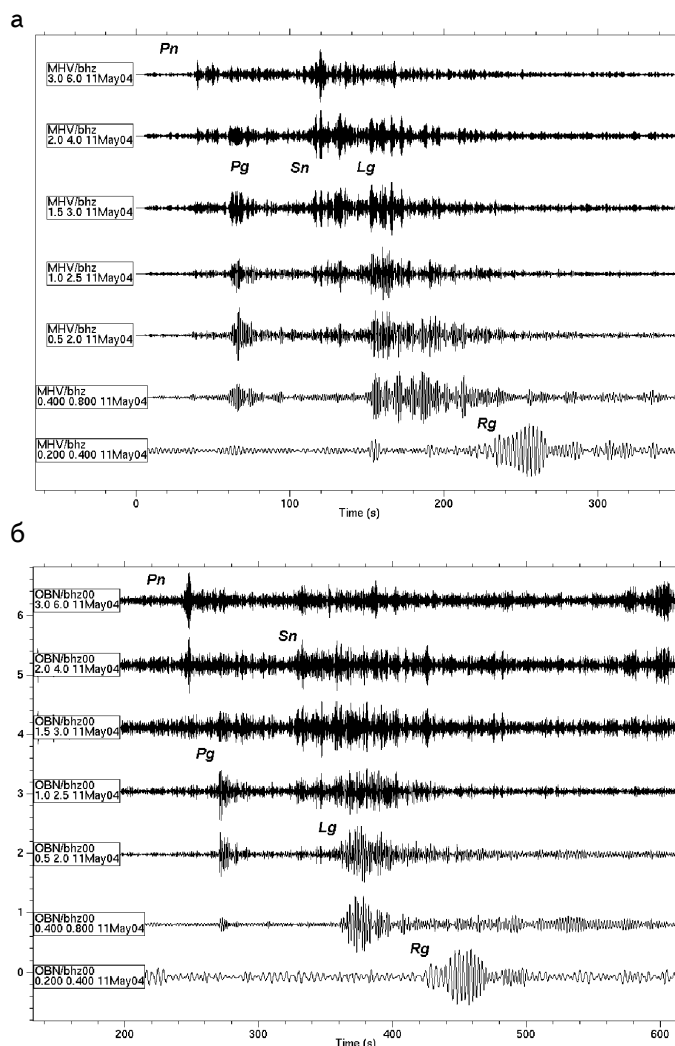 а
Pn
MHV/bhz
3.0 6.0 11May04
MHV/bhz
2.0 4.0 11May04
Pg Sn Lg
MHV/bhz
1.5 3.0 11May04
MHV/bhz
1.0 2.5 11May04
MHV/bhz
0.5 2.0 11May04
MHV/bhz
0.400 0.800 11May04
Rg
MHV/bhz
0.200 0.400 11May04
0 100 200 300
Time (s)
б
Pn
OBN/bhz00
3.0 6.0 11May04
6
Sn
OBN/bhz00
2.0 4.0 11May04
5
OBN/bhz00
1.5 3.0 11May04
4
Pg
OBN/bhz00
1.0 2.5 11May04
3
Lg
OBN/bhz00
0.5 2.0 11May04
2
1
OBN/bhz00
0.400 0.800 11May04
Rg
OBN/bhz00
0
0.200 0.400 11May04
200 300 400 500 600
Time (s)